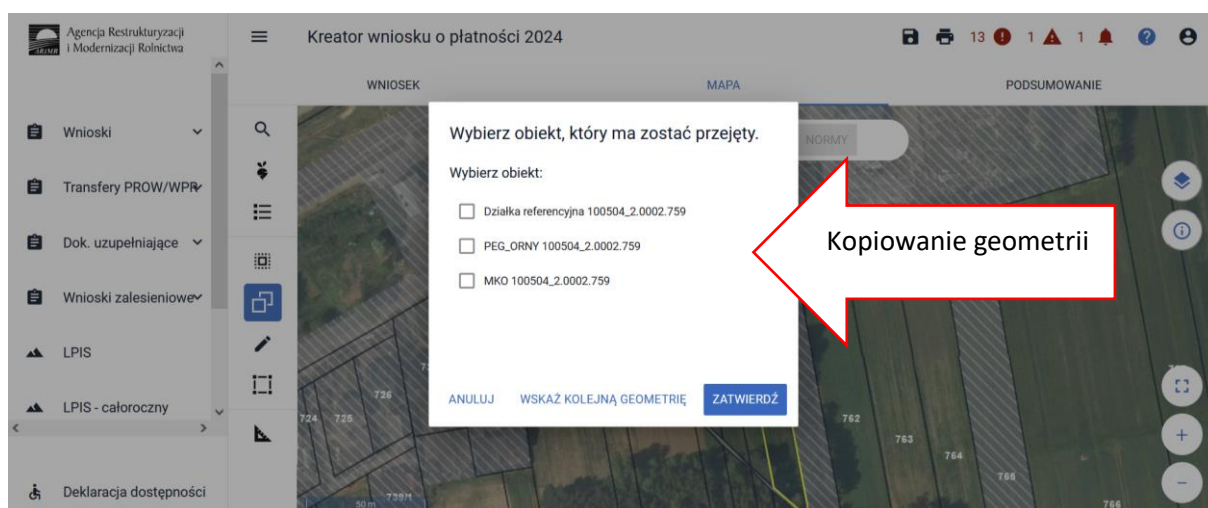 Agencja Restrukturyzacji
i Modernizacji Rolnictwa
ARiMR
Kreator wniosku o płatności 2024
13 1 1
WNIOSEK MAPA PODSUMOWANIE
Wnioski
Transfery PROW/WPR
Dok. uzupełniające
Wnioski zalesieniowe
LPIS
LPIS - całoroczny
Deklaracja dostępności
NORMY
Wybierz obiekt, który ma zostać przejęty.
Wybierz obiekt:
Działka referencyjna 100504_2.0002.759
PEG_ORNY 100504_2.0002.759
MKO 100504_2.0002.759
ANULUJ WSKAŻ KOLEJNĄ GEOMETRIĘ ZATWIERDŹ
Kopiowanie geometrii
726
724 725
762
763
764
765
766
739/1
50 m